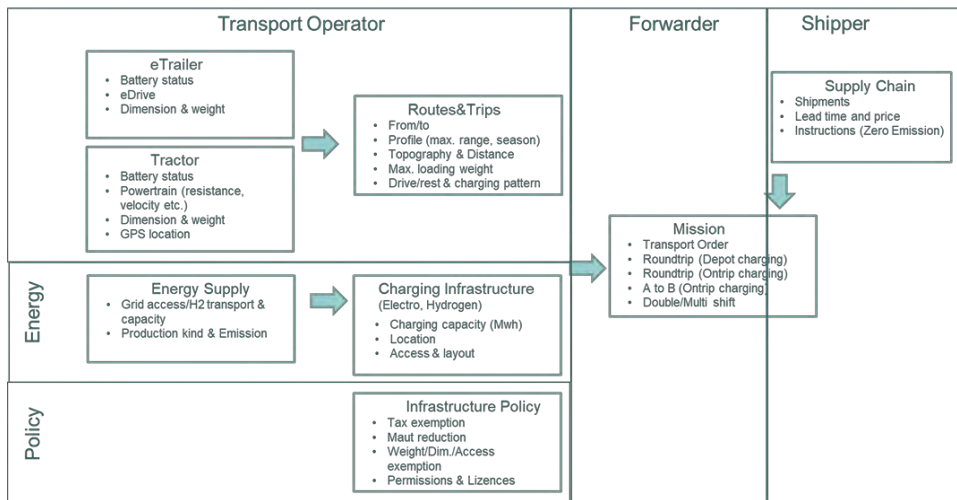 Transport Operator
Forwarder
Shipper
eTrailer
• Battery status
• eDrive
• Dimension & weight
Tractor
• Battery status
• Powertrain (resistance,
velocity etc.)
• Dimension & weight
• GPS location
Routes&Trips
• From/to
• Profile (max. range, season)
• Topography & Distance
• Max. loading weight
• Drive/rest & charging pattern
Supply Chain
• Shipments
• Lead time and price
• Instructions (Zero Emission)
Mission
• Transport Order
• Roundtrip (Depot charging)
• Roundtrip (Ontrip charging)
• A to B (Ontrip charging)
• Double/Multi shift
Energy
Energy Supply
• Grid access/H2 transport &
capacity
• Production kind & Emission
Charging Infrastructure
(Electro, Hydrogen)
• Charging capacity (Mwh)
• Location
• Access & layout
Policy
Infrastructure Policy
• Tax exemption
• Maut reduction
• Weight/Dim./Access
exemption
• Permissions & Lizences